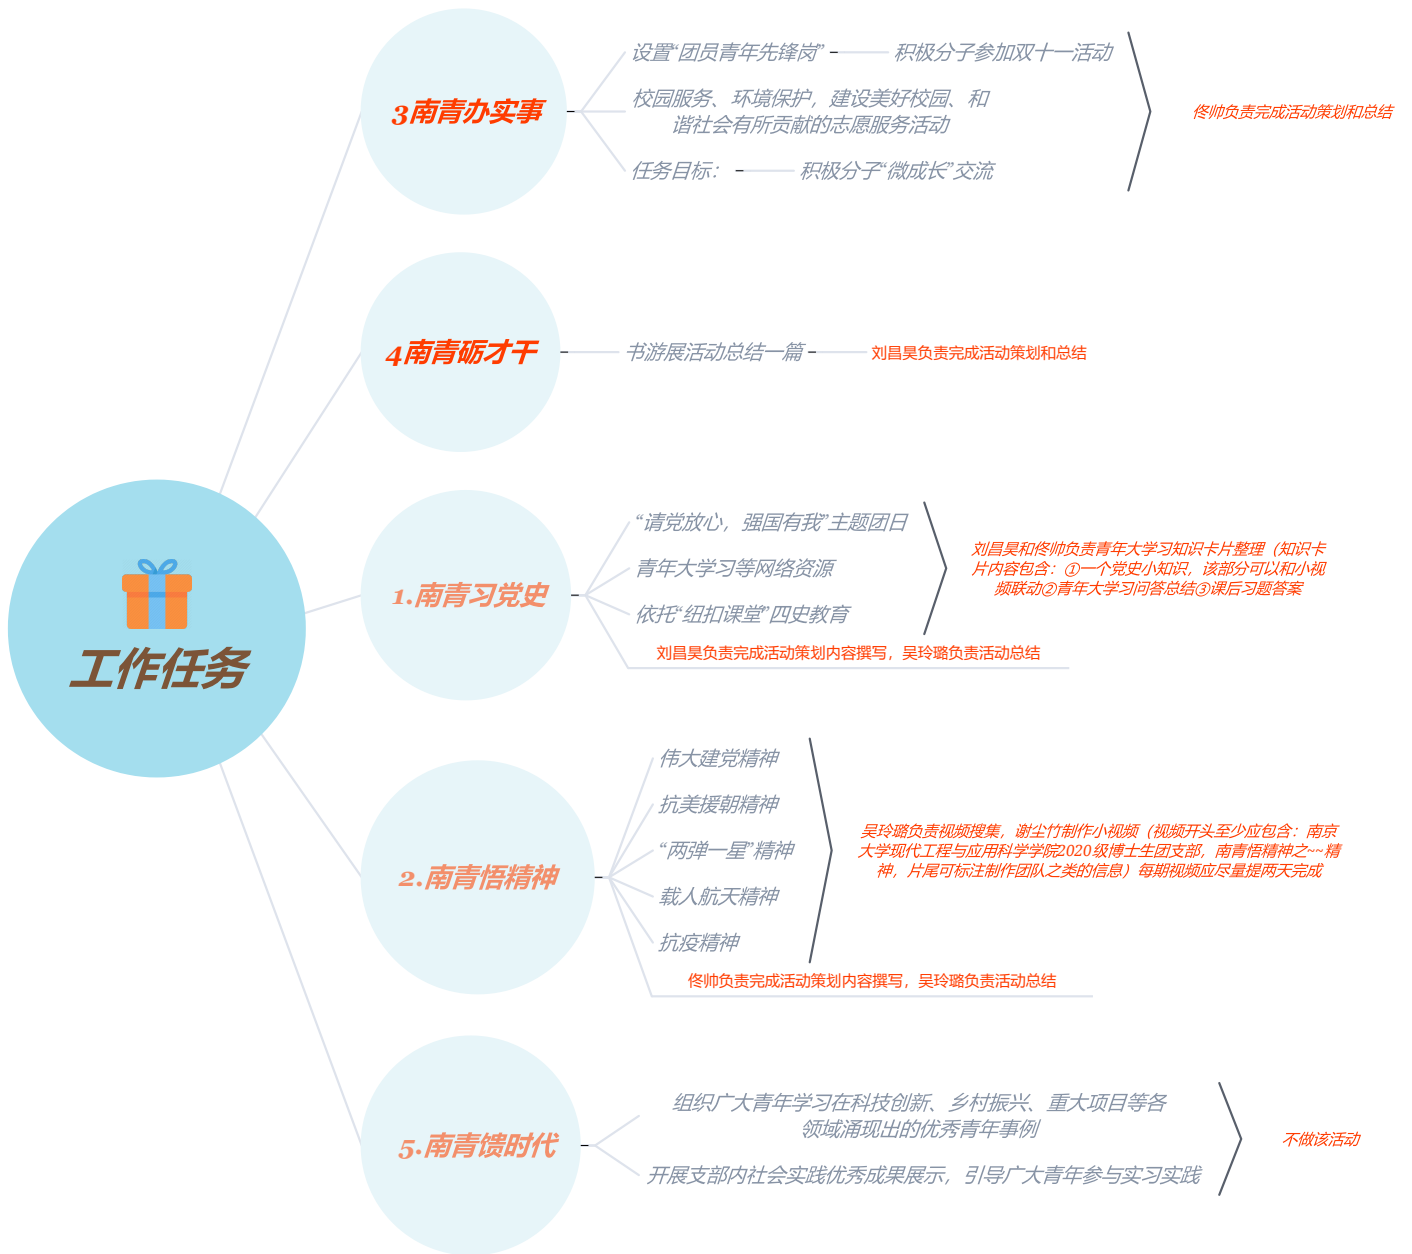 3南青办实事
设置“团员青年先锋岗”
积极分子参加双十一活动
校园服务、环境保护，建设美好校园、和
谐社会有所贡献的志愿服务活动
任务目标：
积极分子“微成长”交流
佟帅负责完成活动策划和总结
4南青砺才干
书游展活动总结一篇
刘昌昊负责完成活动策划和总结
工作任务
1.南青习党史
“请党放心，强国有我”主题团日
青年大学习等网络资源
依托“纽扣课堂”四史教育
刘昌昊和佟帅负责青年大学习知识卡片整理（知识卡
片内容包含：①一个党史小知识，该部分可以和小视
频联动②青年大学习问答总结③课后习题答案
刘昌昊负责完成活动策划内容撰写，吴玲璐负责活动总结
2.南青悟精神
伟大建党精神
抗美援朝精神
“两弹一星”精神
载人航天精神
抗疫精神
吴玲璐负责视频搜集，谢尘竹制作小视频（视频开头至少应包含：南京
大学现代工程与应用科学学院2020级博士生团支部，南青悟精神之~~精
神，片尾可标注制作团队之类的信息）每期视频应尽量提两天完成
佟帅负责完成活动策划内容撰写，吴玲璐负责活动总结
5.南青馈时代
组织广大青年学习在科技创新、乡村振兴、重大项目等各
领域涌现出的优秀青年事例
开展支部内社会实践优秀成果展示，引导广大青年参与实习实践
不做该活动